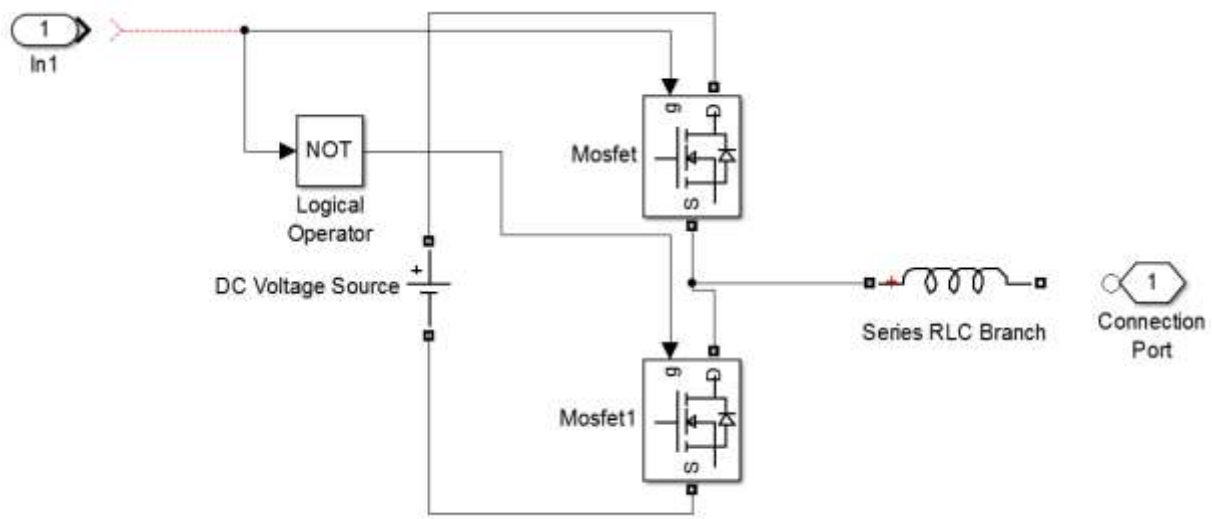 1
In1
g
D
Mosfet
S
NOT
Logical
Operator
+
DC Voltage Source
+
Series RLC Branch
1
Connection
Port
g
D
Mosfet1
S